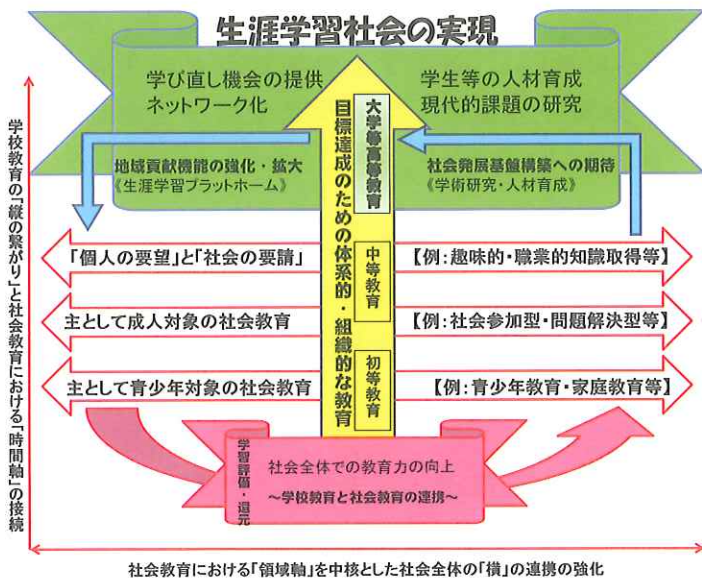 生涯学習社会の実現
学び直し機会の提供
ネットワーク化
学生等の人材育成
現代的課題の研究
地域貢献機能の強化・拡大
《生涯学習プラットホーム》
社会発展基盤構築への期待
《学術研究・人材育成》
目標達成のための体系的・組織的な教育
大学等高等教育
中等教育
初等教育
「個人の要望」と「社会の要請」
【例：趣味的・職業的知識取得等】
主として成人対象の社会教育
【例：社会参加型・問題解決型等】
主として青少年対象の社会教育
【例：青少年教育・家庭教育等】
学習評価・還元
社会全体での教育力の向上
～学校教育と社会教育の連携～
学校教育の「縦の繋がり」と社会教育における「時間軸」の接続
社会教育における「領域軸」を中核とした社会全体の「横」の連携の強化